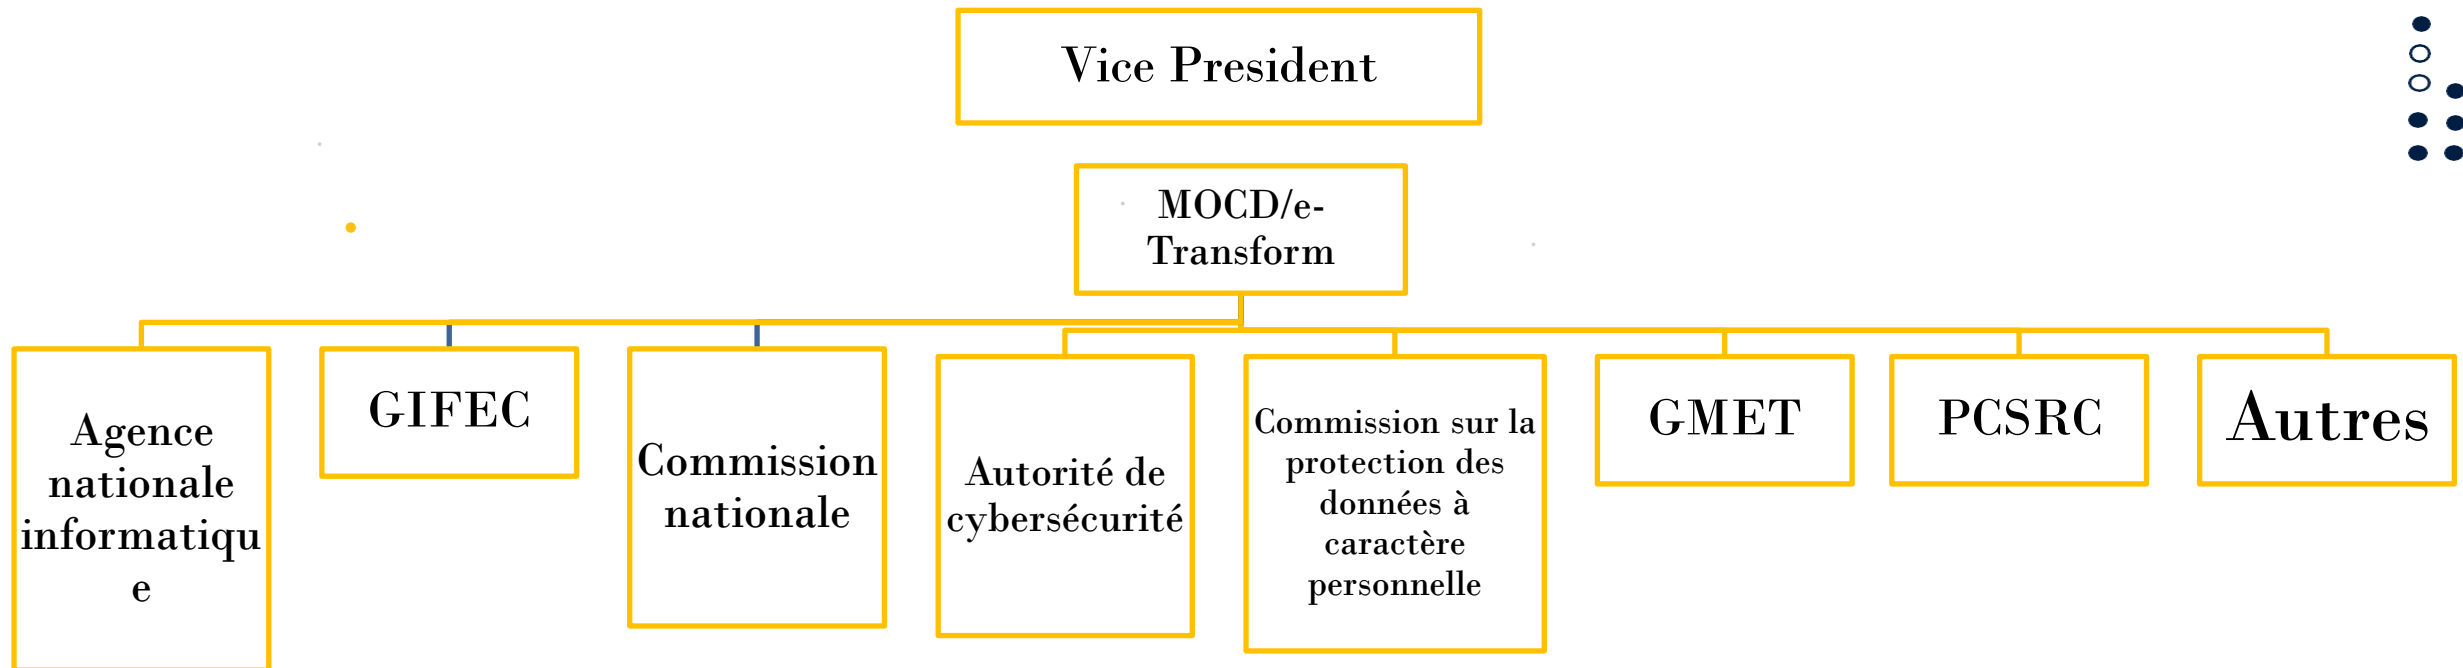 Vice President
MOCD/e-
Transform
Agence
nationale
informatiqu
e
GIFEC
Commission
nationale
Autorité de
cybersécurité
Commission sur la
protection des
données à
caractère
personnelle
GMET
PCSRC
Autres